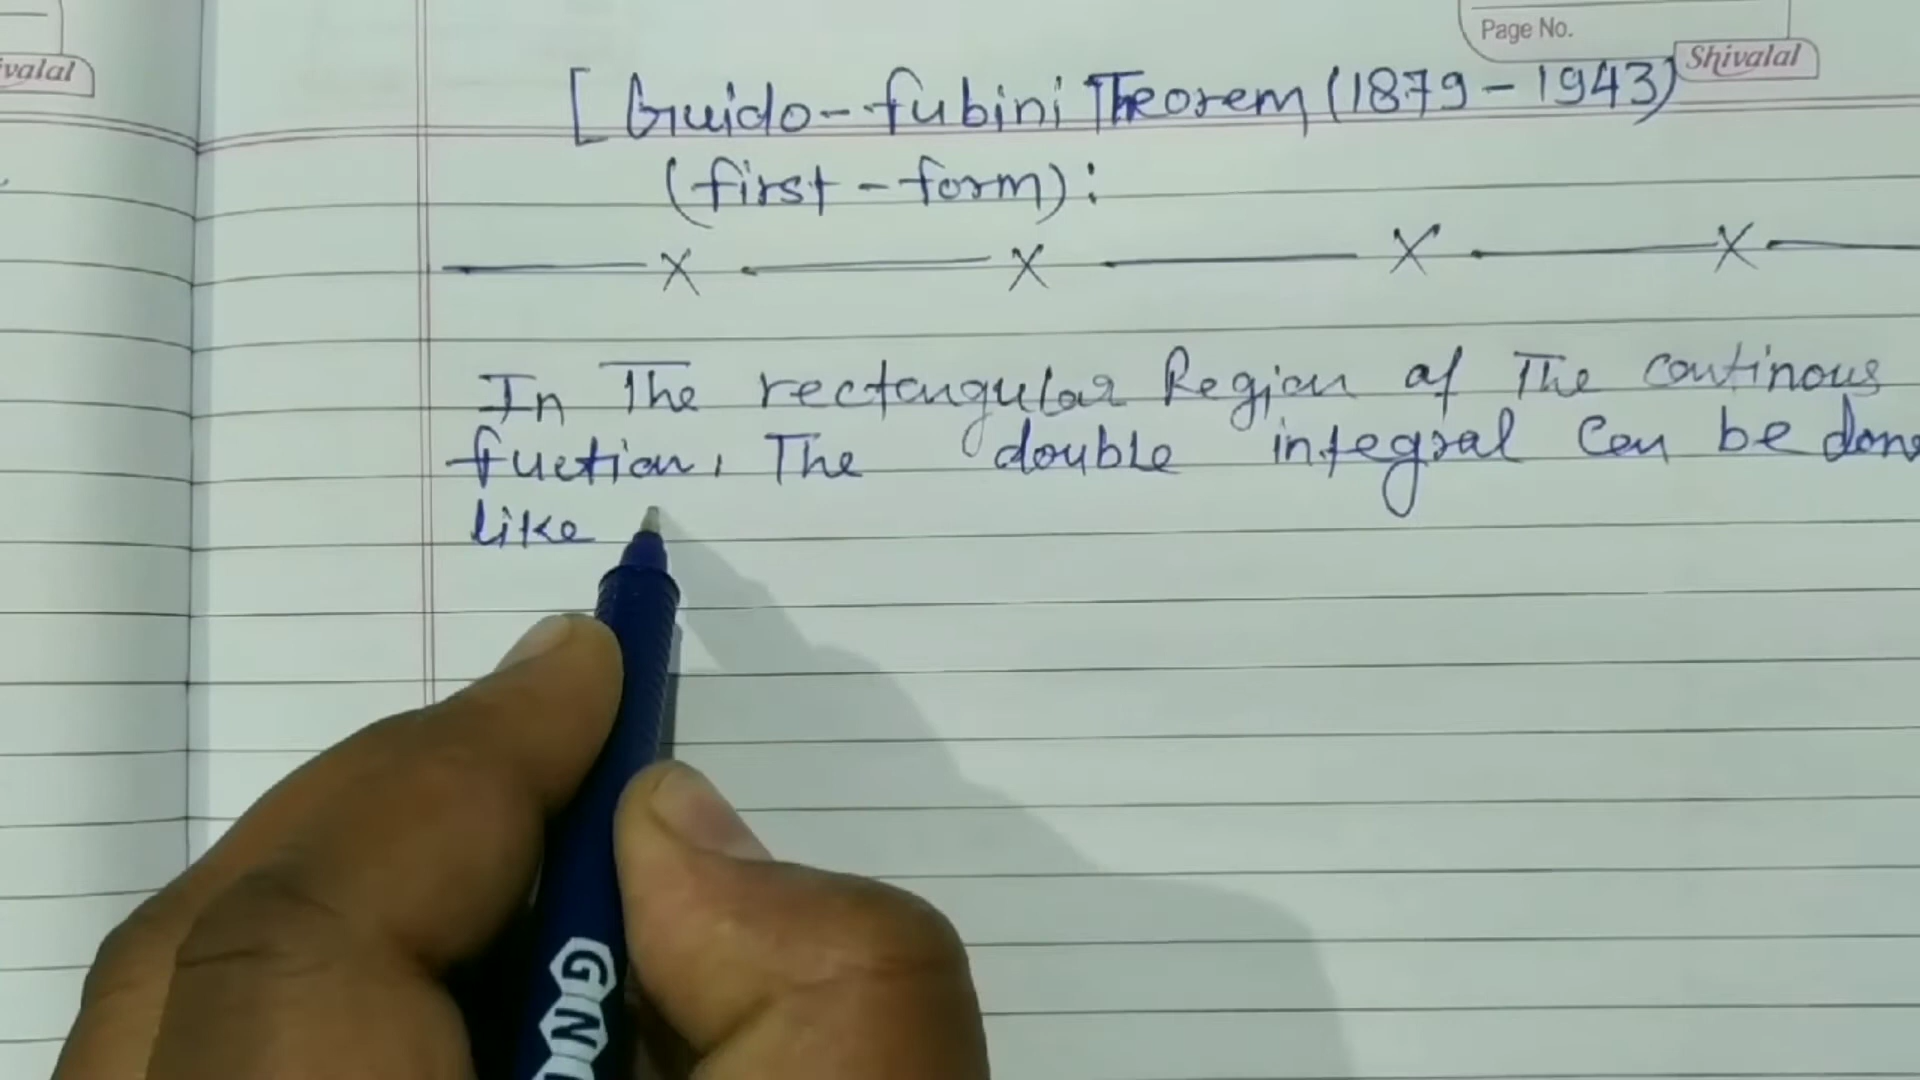 Page No.
Shivalal
valal
[ Guido-fubini Theorem (1879-1943)
(first-form):
x x x x
In The rectangular Region of The continous
fuction, The double integral Can be done
like
GN